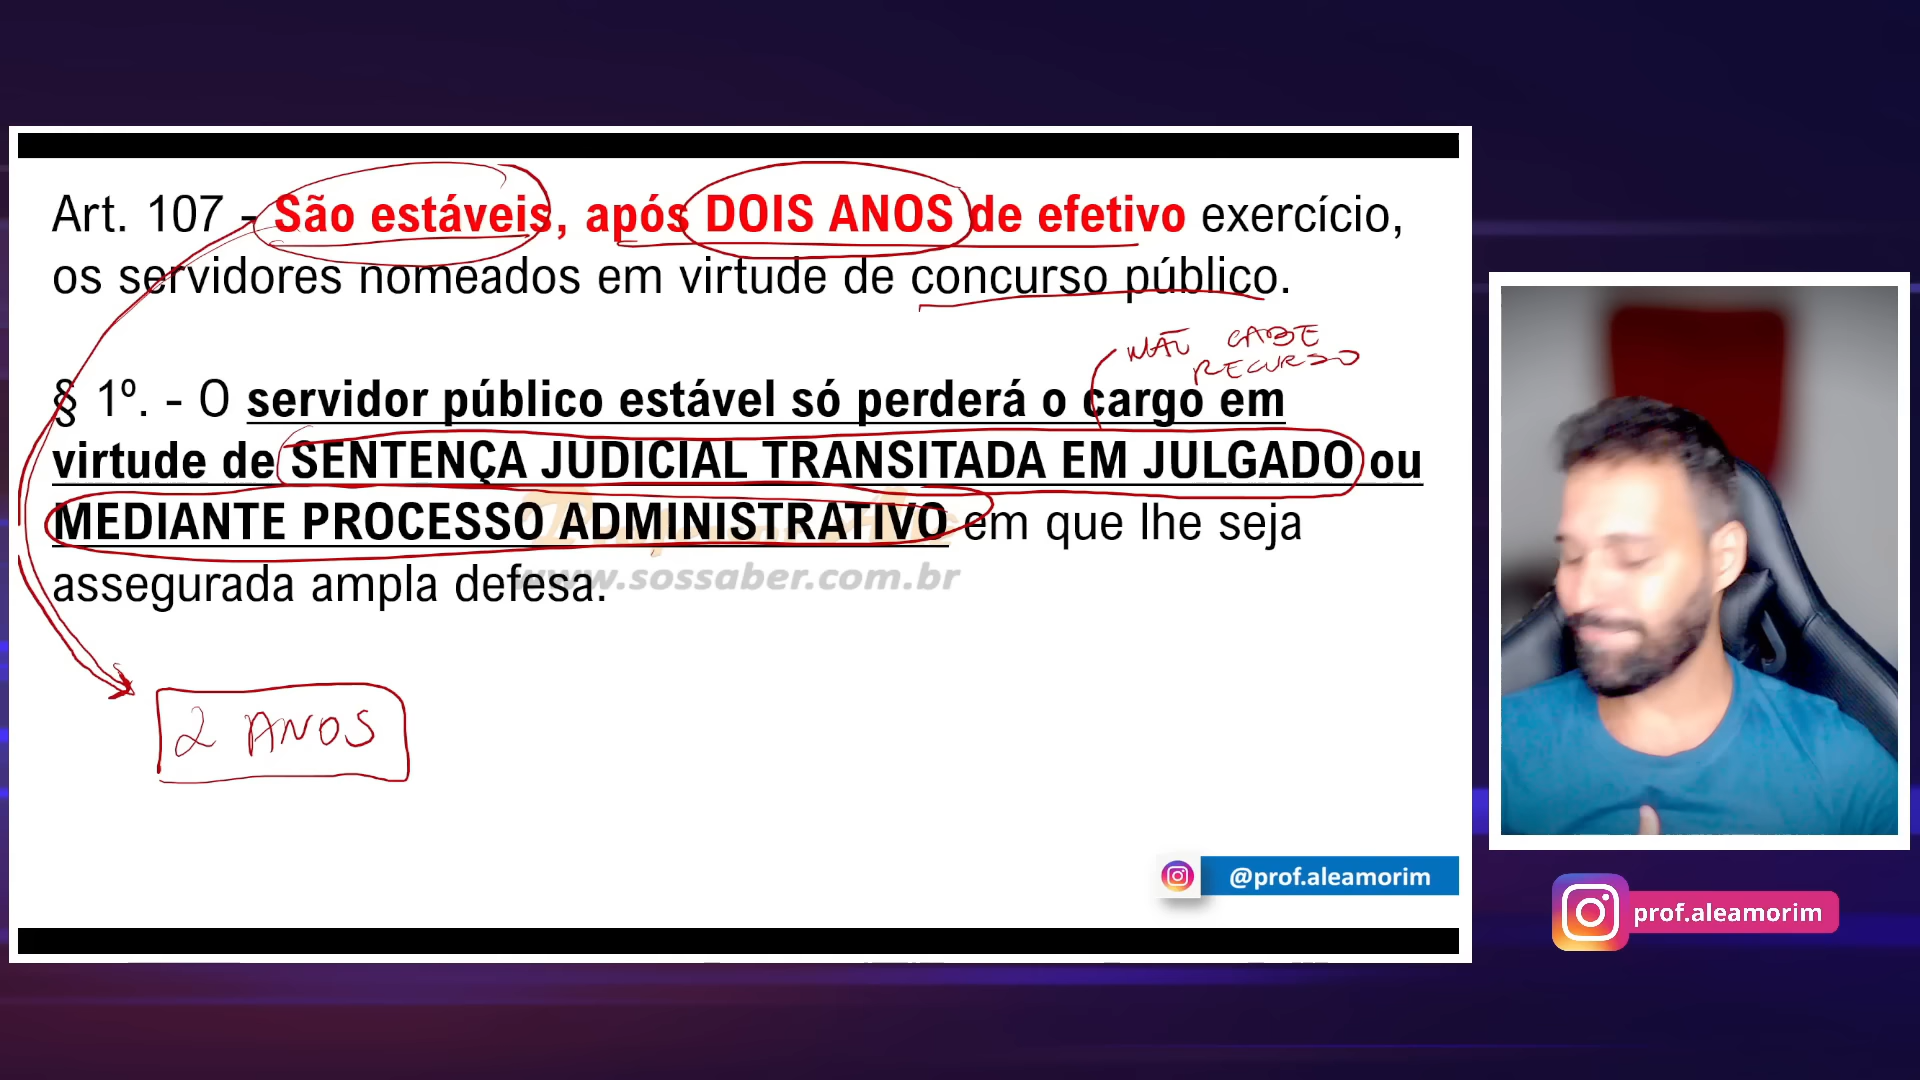 Art. 107 - São estáveis, após DOIS ANOS de efetivo exercício,
os servidores nomeados em virtude de concurso público.
NÃO CABE
RECURSO
§ 1º. - O servidor público estável só perderá o cargo em
virtude de SENTENÇA JUDICIAL TRANSITADA EM JULGADO ou
MEDIANTE PROCESSO ADMINISTRATIVO em que lhe seja
assegurada ampla defesa.
www.sossaber.com.br
2 ANOS
@prof.aleamorim
prof.aleamorim